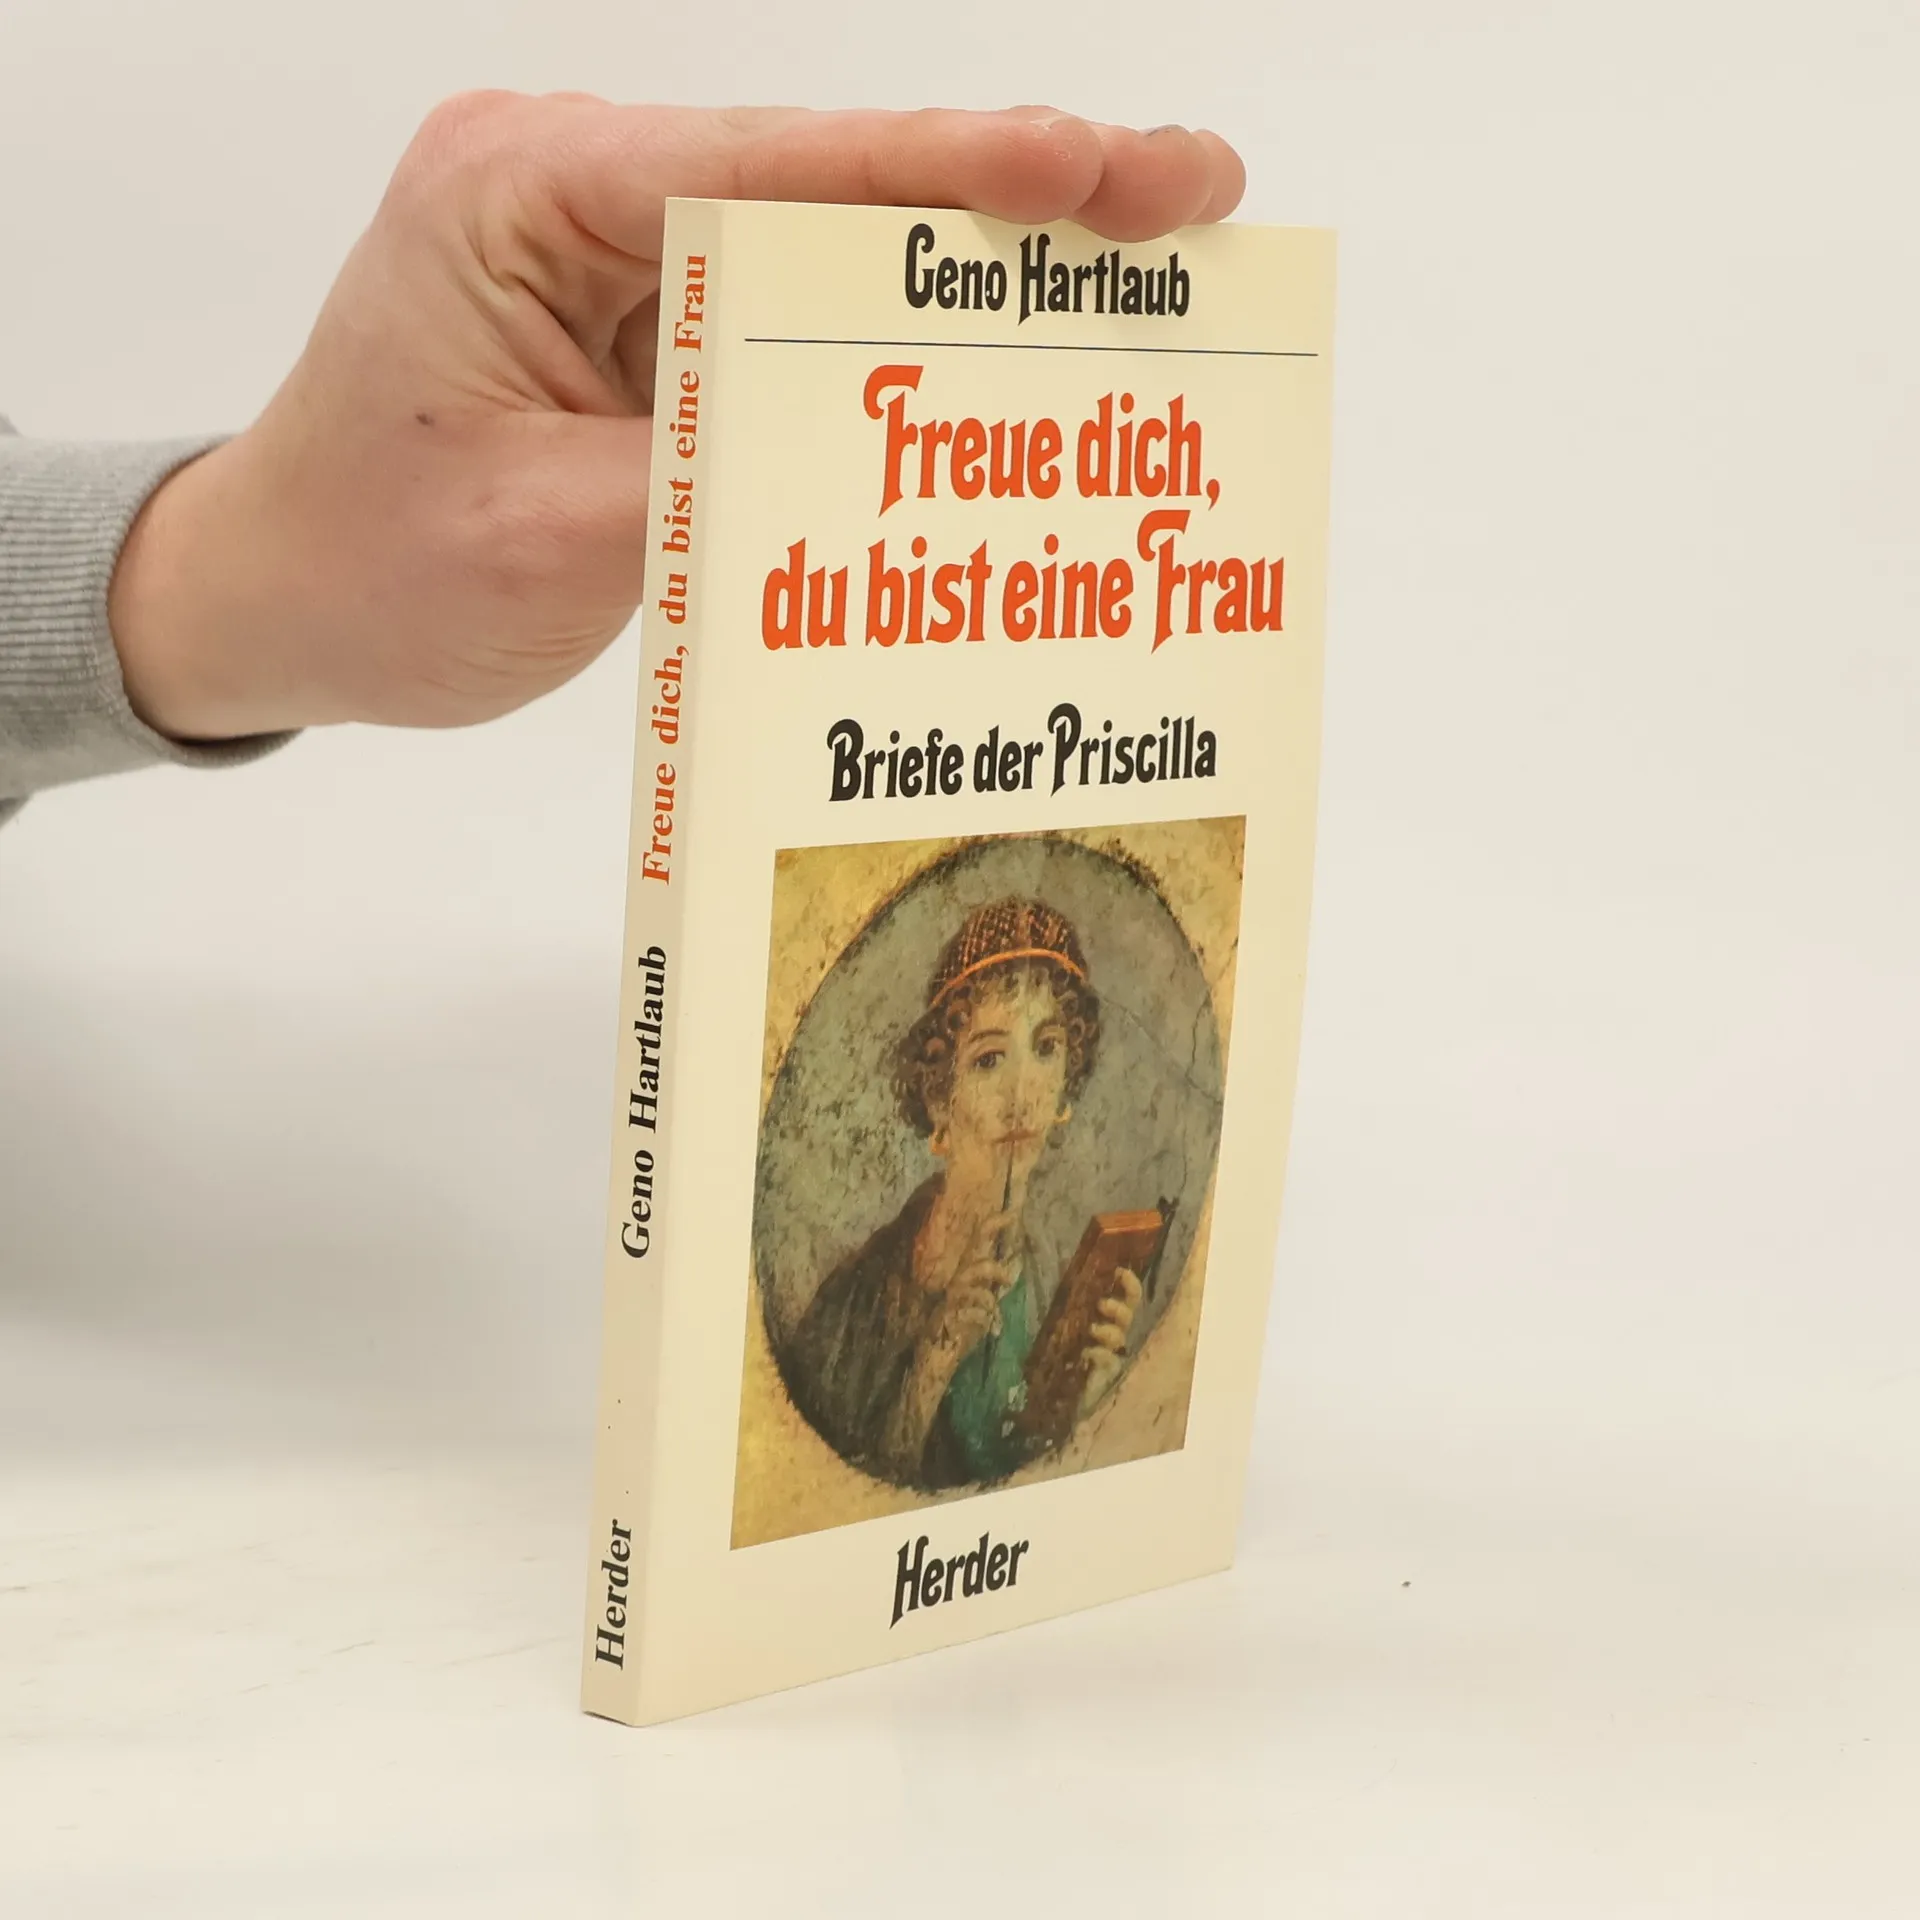 Geno Hartlaub
Freue dich,
du bist eine Frau
Briefe der Priscilla
Herder
Herder Geno Hartlaub Freue dich, du bist eine Frau